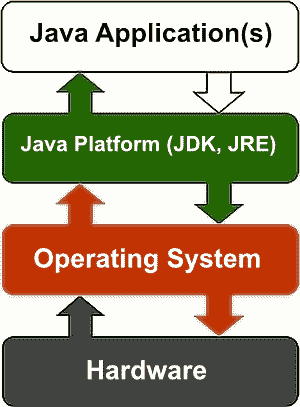 Java Application(s)
Java Platform (JDK, JRE)
Operating System
Hardware